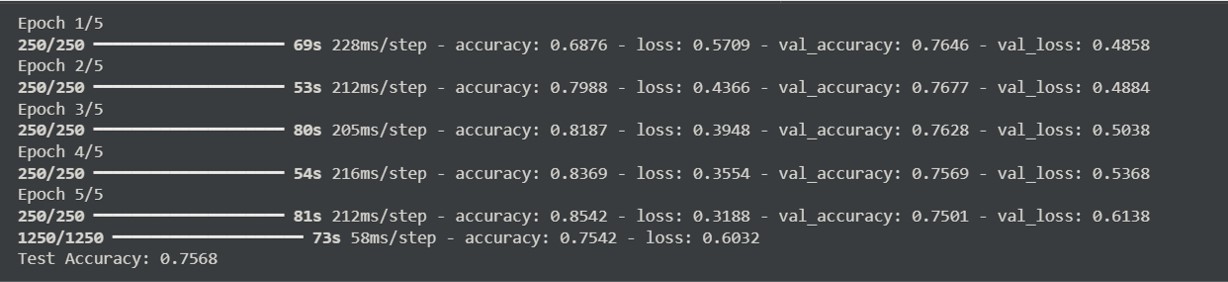 Epoch 1/5
250/250 ━━━━━━━━━━━━━━━━━━━━ 69s 228ms/step - accuracy: 0.6876 - loss: 0.5709 - val_accuracy: 0.7646 - val_loss: 0.4858
Epoch 2/5
250/250 ━━━━━━━━━━━━━━━━━━━━ 53s 212ms/step - accuracy: 0.7988 - loss: 0.4366 - val_accuracy: 0.7677 - val_loss: 0.4884
Epoch 3/5
250/250 ━━━━━━━━━━━━━━━━━━━━ 80s 205ms/step - accuracy: 0.8187 - loss: 0.3948 - val_accuracy: 0.7628 - val_loss: 0.5038
Epoch 4/5
250/250 ━━━━━━━━━━━━━━━━━━━━ 54s 216ms/step - accuracy: 0.8369 - loss: 0.3554 - val_accuracy: 0.7569 - val_loss: 0.5368
Epoch 5/5
250/250 ━━━━━━━━━━━━━━━━━━━━ 81s 212ms/step - accuracy: 0.8542 - loss: 0.3188 - val_accuracy: 0.7501 - val_loss: 0.6138
1250/1250 ━━━━━━━━━━━━━━━━━━━━ 73s 58ms/step - accuracy: 0.7542 - loss: 0.6032
Test Accuracy: 0.7568